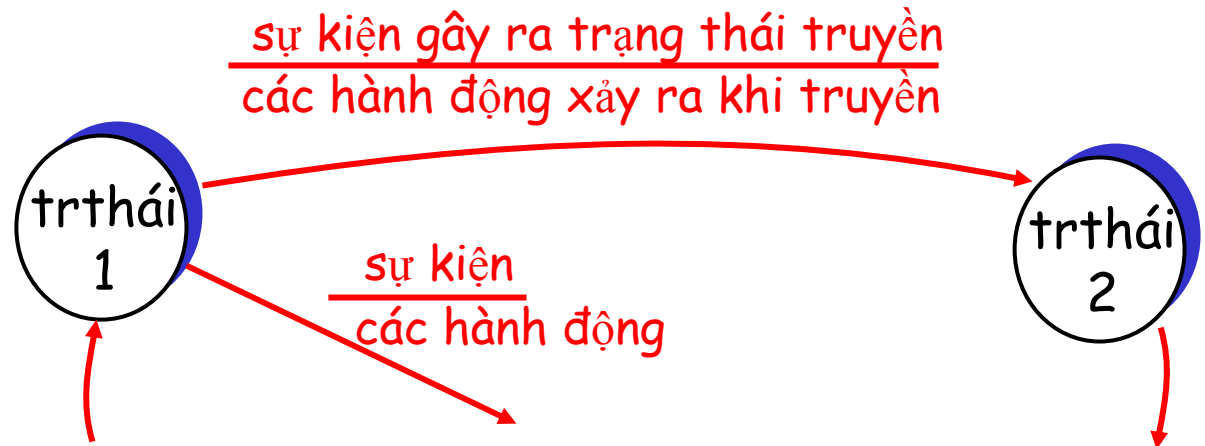 sự kiện gây ra trạng thái truyền
các hành động xảy ra khi truyền
trthái
1
trthái
2
sự kiện
các hành động